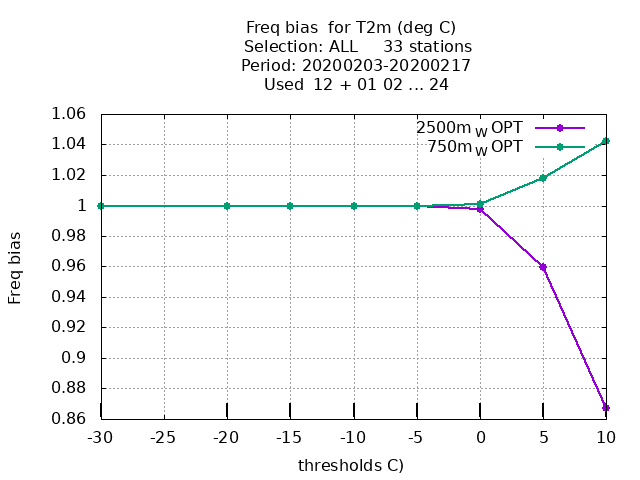 Freq bias  for T2m (deg C)
Selection: ALL     33 stations
Period: 20200203-20200217
Used  12 + 01 02 ... 24
1.06
1.04
1.02
1
0.98
0.96
0.94
0.92
0.9
0.88
0.86
Freq bias
2500m W OPT
750m W OPT
-30 -25 -20 -15 -10 -5 0 5 10
thresholds C)